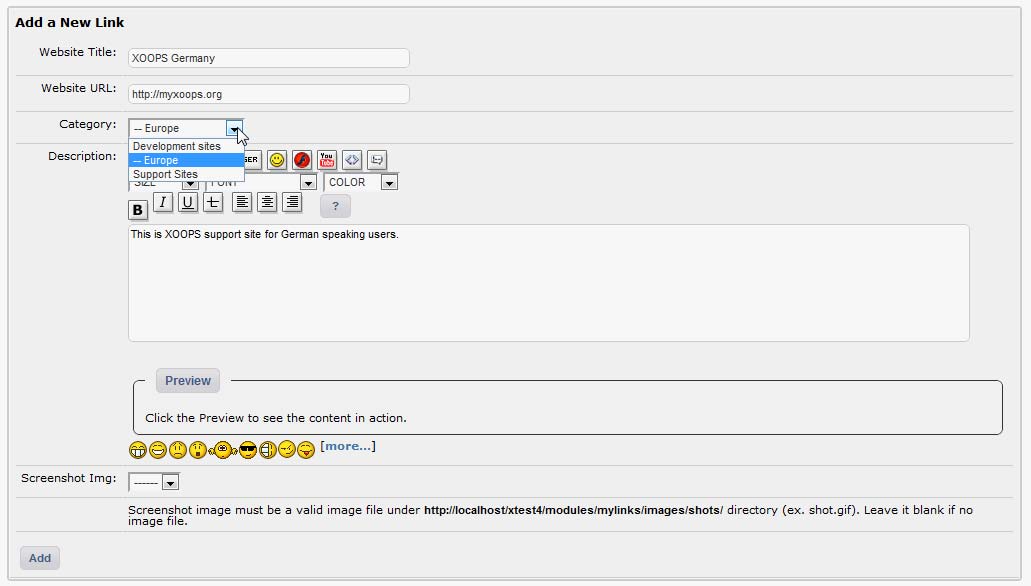 Add a New Link
Website Title: XOOPS Germany
Website URL: http://myxoops.org
Category: -- Europe
Development sites
-- Europe
Support Sites
Description:
You Tube
SIZE FONT COLOR
B I U ?
This is XOOPS support site for German speaking users.
Preview
Click the Preview to see the content in action.
[more...]
Screenshot Img: ------
Screenshot image must be a valid image file under http://localhost/xtest4/modules/mylinks/images/shots/ directory (ex. shot.gif). Leave it blank if no
image file.
Add